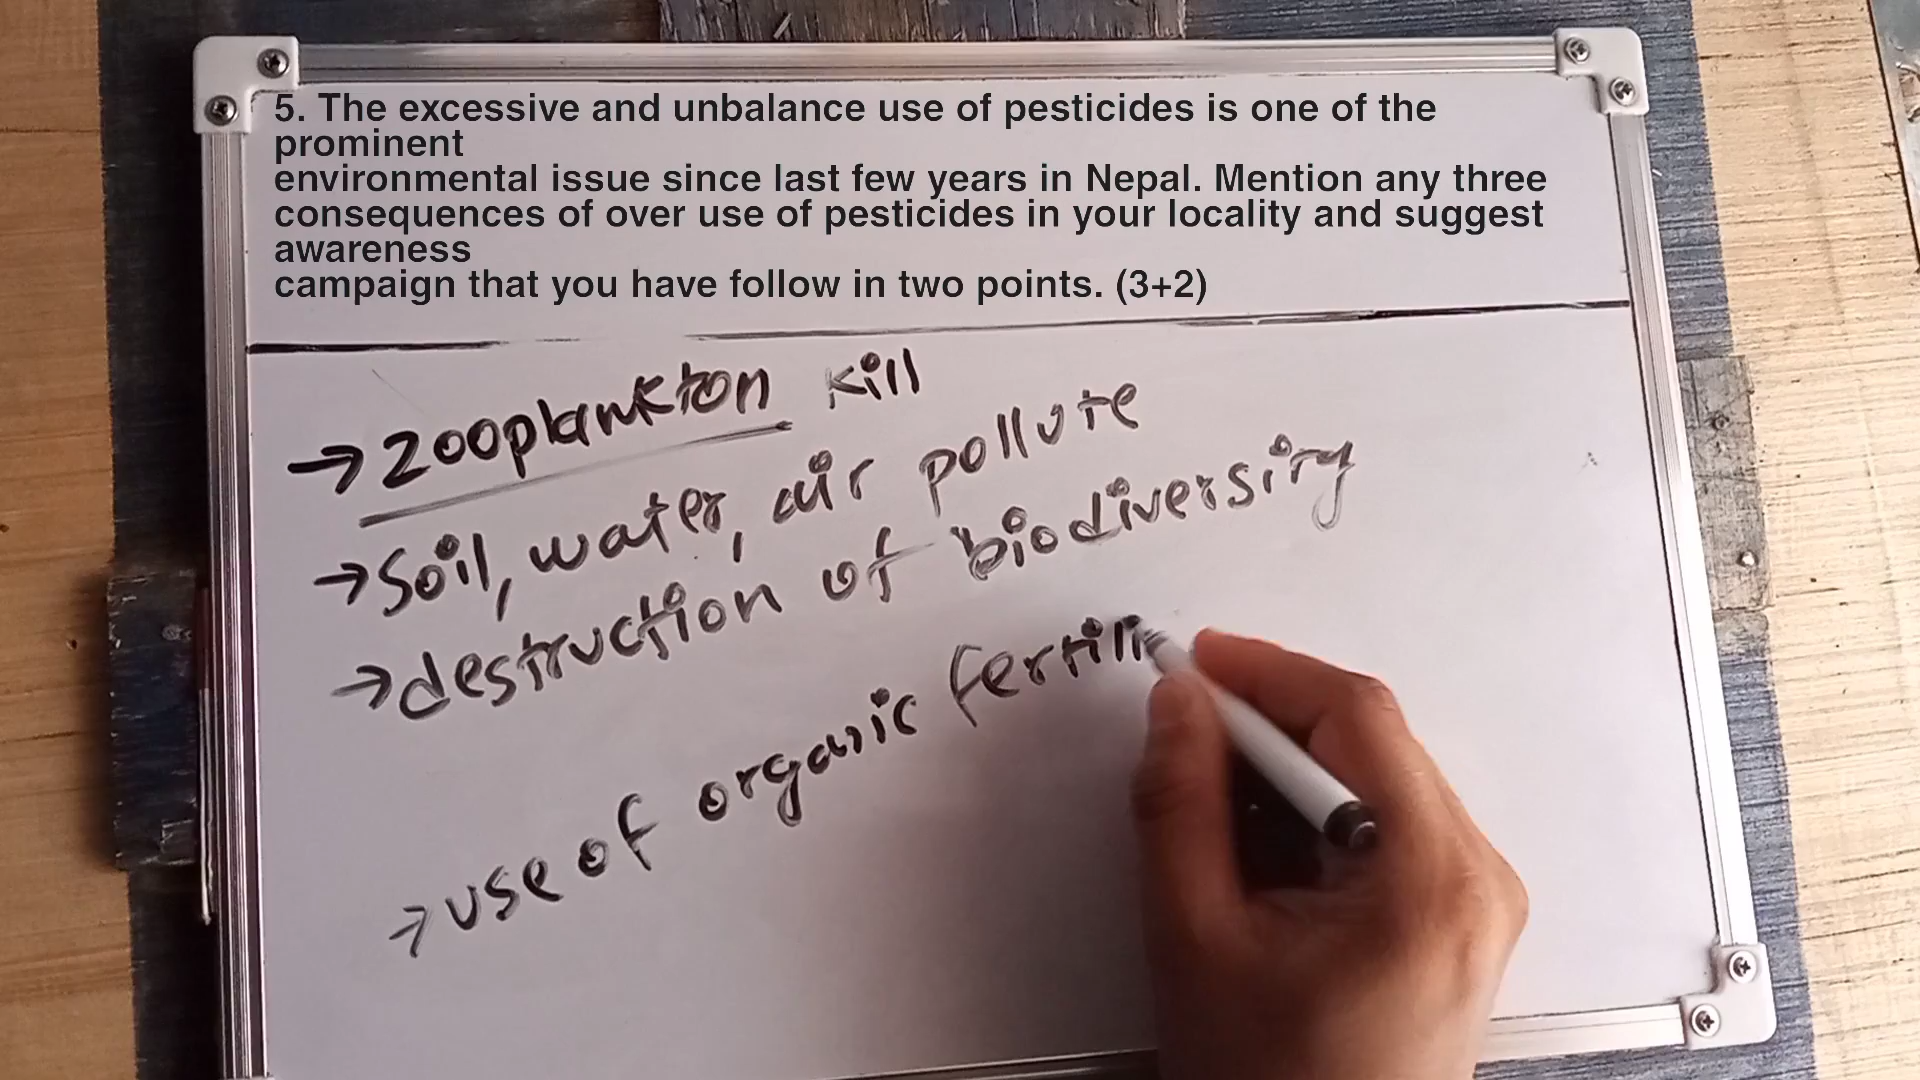 5. The excessive and unbalance use of pesticides is one of the
prominent
environmental issue since last few years in Nepal. Mention any three
consequences of over use of pesticides in your locality and suggest
awareness
campaign that you have follow in two points. (3+2)
→ zooplankton kill
→ Soil, water, air pollute
→ destruction of biodiversity
→ use of organic fertili